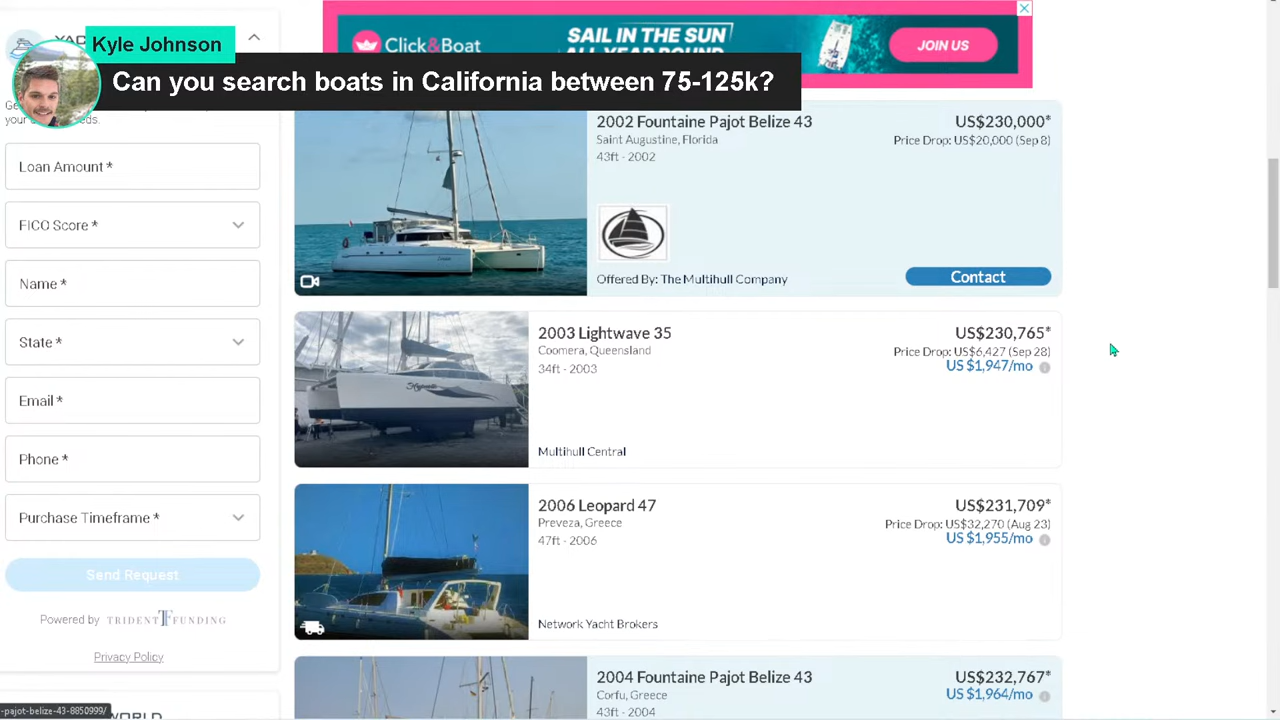 Kyle Johnson
Can you search boats in California between 75-125k?
Click&Boat
SAIL IN THE SUN
JOIN US
your
needs.
Loan Amount *
FICO Score *
Name *
State *
Email *
Phone *
Purchase Timeframe *
Send Request
Powered by TRIDENT FUNDING
Privacy Policy
-pajot-belize-43-8850999/
2002 Fountaine Pajot Belize 43
US$230,000*
Saint Augustine, Florida
Price Drop: US$20,000 (Sep 8)
43ft - 2002
Offered By: The Multihull Company
Contact
2003 Lightwave 35
US$230,765*
Coomera, Queensland
Price Drop: US$6,427 (Sep 28)
34ft - 2003
US $1,947/mo
Multihull Central
2006 Leopard 47
US$231,709*
Preveza, Greece
Price Drop: US$32,270 (Aug 23)
47ft - 2006
US $1,955/mo
Network Yacht Brokers
2004 Fountaine Pajot Belize 43
US$232,767*
Corfu, Greece
US $1,964/mo
43ft - 2004